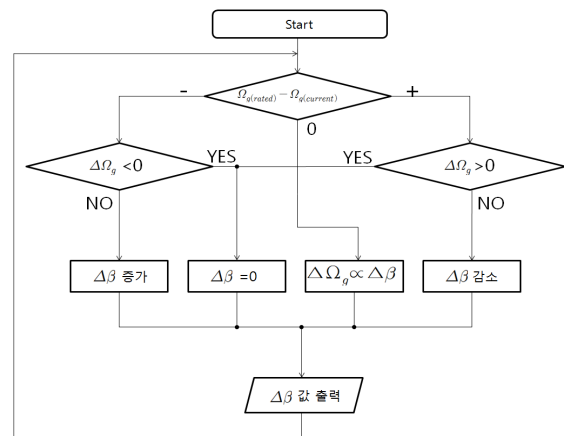 Start
Ω_g(rated) − Ω_g(current)
-
+
0
ΔΩ_g <0
YES
YES
ΔΩ_g >0
NO
NO
Δβ 증가
Δβ =0
ΔΩ_g ∝ Δβ
Δβ 감소
Δβ 값 출력